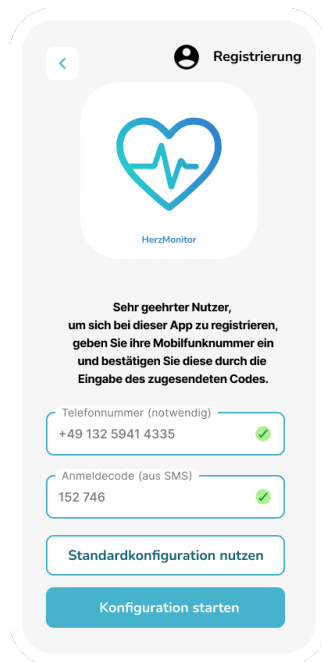 Registrierung
HerzMonitor
Sehr geehrter Nutzer,
um sich bei dieser App zu registrieren,
geben Sie ihre Mobilfunknummer ein
und bestätigen Sie diese durch die
Eingabe des zugesendeten Codes.
Telefonnummer (notwendig)
+49 132 5941 4335
Anmeldecode (aus SMS)
152 746
Standardkonfiguration nutzen
Konfiguration starten